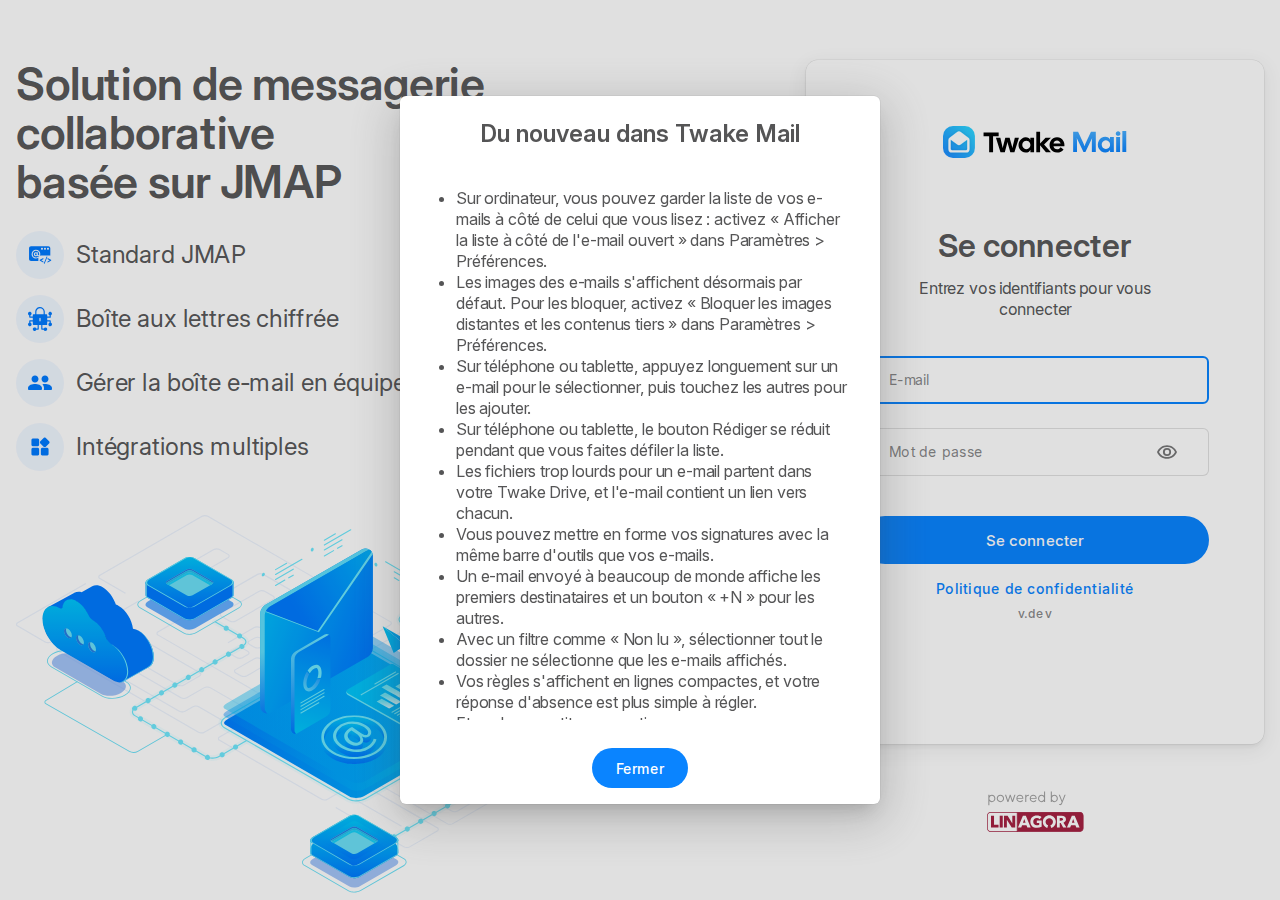 Solution de messagerie
collaborative
basée sur JMAP
Standard JMAP
Boîte aux lettres chiffrée
Gérer la boîte e-mail en équipe
Intégrations multiples
Du nouveau dans Twake Mail
Sur ordinateur, vous pouvez garder la liste de vos e-
mails à côté de celui que vous lisez : activez « Afficher
la liste à côté de l'e-mail ouvert » dans Paramètres >
Préférences.
Les images des e-mails s'affichent désormais par
défaut. Pour les bloquer, activez « Bloquer les images
distantes et les contenus tiers » dans Paramètres >
Préférences.
Sur téléphone ou tablette, appuyez longuement sur un
e-mail pour le sélectionner, puis touchez les autres pour
les ajouter.
Sur téléphone ou tablette, le bouton Rédiger se réduit
pendant que vous faites défiler la liste.
Les fichiers trop lourds pour un e-mail partent dans
votre Twake Drive, et l'e-mail contient un lien vers
chacun.
Vous pouvez mettre en forme vos signatures avec la
même barre d'outils que vos e-mails.
Un e-mail envoyé à beaucoup de monde affiche les
premiers destinataires et un bouton « +N » pour les
autres.
Avec un filtre comme « Non lu », sélectionner tout le
dossier ne sélectionne que les e-mails affichés.
Vos règles s'affichent en lignes compactes, et votre
réponse d'absence est plus simple à régler.
Fermer
Twake Mail
Se connecter
Entrez vos identifiants pour vous
connecter
E-mail
Mot de passe
Se connecter
Politique de confidentialité
v.dev
powered by
LINAGORA